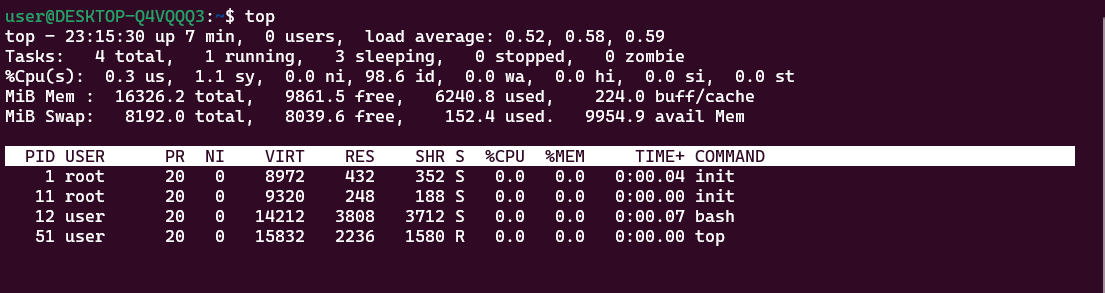 user@DESKTOP-Q4VQQQ3:~$ top
top - 23:15:30 up 7 min,  0 users,  load average: 0.52, 0.58, 0.59
Tasks:   4 total,   1 running,   3 sleeping,   0 stopped,   0 zombie
%Cpu(s):  0.3 us,  1.1 sy,  0.0 ni, 98.6 id,  0.0 wa,  0.0 hi,  0.0 si,  0.0 st
MiB Mem :  16326.2 total,   9861.5 free,   6240.8 used,    224.0 buff/cache
MiB Swap:   8192.0 total,   8039.6 free,    152.4 used.   9954.9 avail Mem
  PID USER      PR  NI    VIRT    RES    SHR S  %CPU  %MEM     TIME+ COMMAND
    1 root      20   0    8972    432    352 S   0.0   0.0   0:00.04 init
   11 root      20   0    9320    248    188 S   0.0   0.0   0:00.00 init
   12 user      20   0   14212   3808   3712 S   0.0   0.0   0:00.07 bash
   51 user      20   0   15832   2236   1580 R   0.0   0.0   0:00.00 top